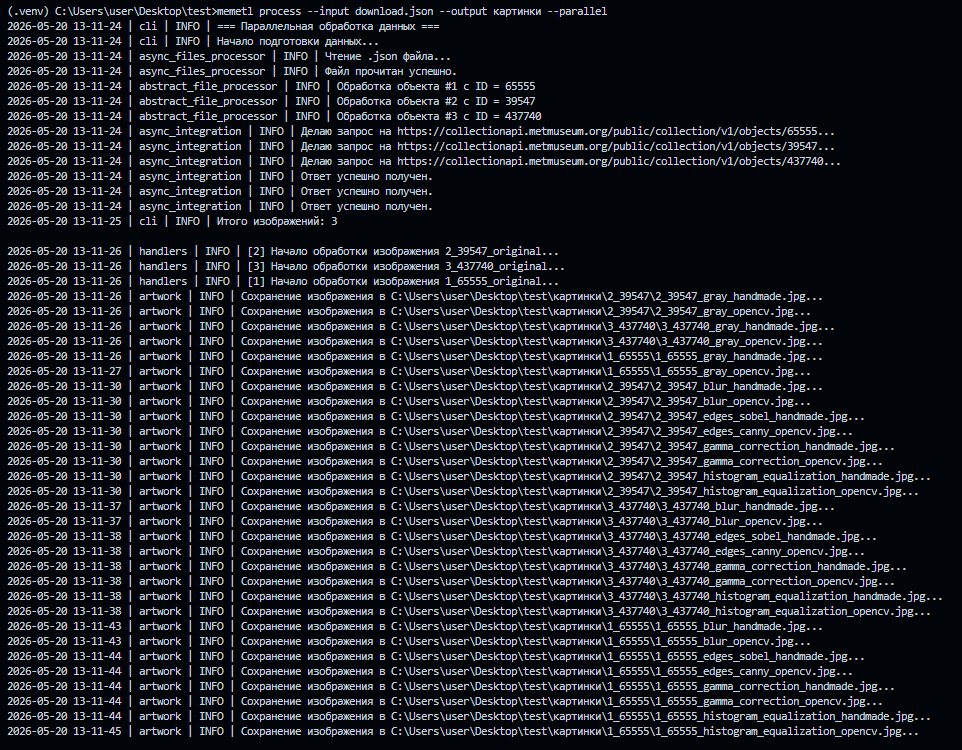 (.venv) C:\Users\user\Desktop\test>memetl process --input download.json --output картинки --parallel
2026-05-20 13-11-24 | cli | INFO | === Параллельная обработка данных ===
2026-05-20 13-11-24 | cli | INFO | Начало подготовки данных...
2026-05-20 13-11-24 | async_files_processor | INFO | Чтение .json файла...
2026-05-20 13-11-24 | async_files_processor | INFO | Файл прочитан успешно.
2026-05-20 13-11-24 | abstract_file_processor | INFO | Обработка объекта #1 с ID = 65555
2026-05-20 13-11-24 | abstract_file_processor | INFO | Обработка объекта #2 с ID = 39547
2026-05-20 13-11-24 | abstract_file_processor | INFO | Обработка объекта #3 с ID = 437740
2026-05-20 13-11-24 | async_integration | INFO | Делаю запрос на https://collectionapi.metmuseum.org/public/collection/v1/objects/65555...
2026-05-20 13-11-24 | async_integration | INFO | Делаю запрос на https://collectionapi.metmuseum.org/public/collection/v1/objects/39547...
2026-05-20 13-11-24 | async_integration | INFO | Делаю запрос на https://collectionapi.metmuseum.org/public/collection/v1/objects/437740...
2026-05-20 13-11-24 | async_integration | INFO | Ответ успешно получен.
2026-05-20 13-11-24 | async_integration | INFO | Ответ успешно получен.
2026-05-20 13-11-24 | async_integration | INFO | Ответ успешно получен.
2026-05-20 13-11-25 | cli | INFO | Итого изображений: 3
2026-05-20 13-11-26 | handlers | INFO | [2] Начало обработки изображения 2_39547_original...
2026-05-20 13-11-26 | handlers | INFO | [3] Начало обработки изображения 3_437740_original...
2026-05-20 13-11-26 | handlers | INFO | [1] Начало обработки изображения 1_65555_original...
2026-05-20 13-11-26 | artwork | INFO | Сохранение изображения в C:\Users\user\Desktop\test\картинки\2_39547\2_39547_gray_handmade.jpg...
2026-05-20 13-11-26 | artwork | INFO | Сохранение изображения в C:\Users\user\Desktop\test\картинки\2_39547\2_39547_gray_opencv.jpg...
2026-05-20 13-11-26 | artwork | INFO | Сохранение изображения в C:\Users\user\Desktop\test\картинки\3_437740\3_437740_gray_handmade.jpg...
2026-05-20 13-11-26 | artwork | INFO | Сохранение изображения в C:\Users\user\Desktop\test\картинки\3_437740\3_437740_gray_opencv.jpg...
2026-05-20 13-11-26 | artwork | INFO | Сохранение изображения в C:\Users\user\Desktop\test\картинки\1_65555\1_65555_gray_handmade.jpg...
2026-05-20 13-11-27 | artwork | INFO | Сохранение изображения в C:\Users\user\Desktop\test\картинки\1_65555\1_65555_gray_opencv.jpg...
2026-05-20 13-11-30 | artwork | INFO | Сохранение изображения в C:\Users\user\Desktop\test\картинки\2_39547\2_39547_blur_handmade.jpg...
2026-05-20 13-11-30 | artwork | INFO | Сохранение изображения в C:\Users\user\Desktop\test\картинки\2_39547\2_39547_blur_opencv.jpg...
2026-05-20 13-11-30 | artwork | INFO | Сохранение изображения в C:\Users\user\Desktop\test\картинки\2_39547\2_39547_edges_sobel_handmade.jpg...
2026-05-20 13-11-30 | artwork | INFO | Сохранение изображения в C:\Users\user\Desktop\test\картинки\2_39547\2_39547_edges_canny_opencv.jpg...
2026-05-20 13-11-30 | artwork | INFO | Сохранение изображения в C:\Users\user\Desktop\test\картинки\2_39547\2_39547_gamma_correction_handmade.jpg...
2026-05-20 13-11-30 | artwork | INFO | Сохранение изображения в C:\Users\user\Desktop\test\картинки\2_39547\2_39547_gamma_correction_opencv.jpg...
2026-05-20 13-11-30 | artwork | INFO | Сохранение изображения в C:\Users\user\Desktop\test\картинки\2_39547\2_39547_histogram_equalization_handmade.jpg...
2026-05-20 13-11-30 | artwork | INFO | Сохранение изображения в C:\Users\user\Desktop\test\картинки\2_39547\2_39547_histogram_equalization_opencv.jpg...
2026-05-20 13-11-37 | artwork | INFO | Сохранение изображения в C:\Users\user\Desktop\test\картинки\3_437740\3_437740_blur_handmade.jpg...
2026-05-20 13-11-37 | artwork | INFO | Сохранение изображения в C:\Users\user\Desktop\test\картинки\3_437740\3_437740_blur_opencv.jpg...
2026-05-20 13-11-38 | artwork | INFO | Сохранение изображения в C:\Users\user\Desktop\test\картинки\3_437740\3_437740_edges_sobel_handmade.jpg...
2026-05-20 13-11-38 | artwork | INFO | Сохранение изображения в C:\Users\user\Desktop\test\картинки\3_437740\3_437740_edges_canny_opencv.jpg...
2026-05-20 13-11-38 | artwork | INFO | Сохранение изображения в C:\Users\user\Desktop\test\картинки\3_437740\3_437740_gamma_correction_handmade.jpg...
2026-05-20 13-11-38 | artwork | INFO | Сохранение изображения в C:\Users\user\Desktop\test\картинки\3_437740\3_437740_gamma_correction_opencv.jpg...
2026-05-20 13-11-38 | artwork | INFO | Сохранение изображения в C:\Users\user\Desktop\test\картинки\3_437740\3_437740_histogram_equalization_handmade.jpg...
2026-05-20 13-11-38 | artwork | INFO | Сохранение изображения в C:\Users\user\Desktop\test\картинки\3_437740\3_437740_histogram_equalization_opencv.jpg...
2026-05-20 13-11-43 | artwork | INFO | Сохранение изображения в C:\Users\user\Desktop\test\картинки\1_65555\1_65555_blur_handmade.jpg...
2026-05-20 13-11-43 | artwork | INFO | Сохранение изображения в C:\Users\user\Desktop\test\картинки\1_65555\1_65555_blur_opencv.jpg...
2026-05-20 13-11-44 | artwork | INFO | Сохранение изображения в C:\Users\user\Desktop\test\картинки\1_65555\1_65555_edges_sobel_handmade.jpg...
2026-05-20 13-11-44 | artwork | INFO | Сохранение изображения в C:\Users\user\Desktop\test\картинки\1_65555\1_65555_edges_canny_opencv.jpg...
2026-05-20 13-11-44 | artwork | INFO | Сохранение изображения в C:\Users\user\Desktop\test\картинки\1_65555\1_65555_gamma_correction_handmade.jpg...
2026-05-20 13-11-44 | artwork | INFO | Сохранение изображения в C:\Users\user\Desktop\test\картинки\1_65555\1_65555_gamma_correction_opencv.jpg...
2026-05-20 13-11-44 | artwork | INFO | Сохранение изображения в C:\Users\user\Desktop\test\картинки\1_65555\1_65555_histogram_equalization_handmade.jpg...
2026-05-20 13-11-45 | artwork | INFO | Сохранение изображения в C:\Users\user\Desktop\test\картинки\1_65555\1_65555_histogram_equalization_opencv.jpg...